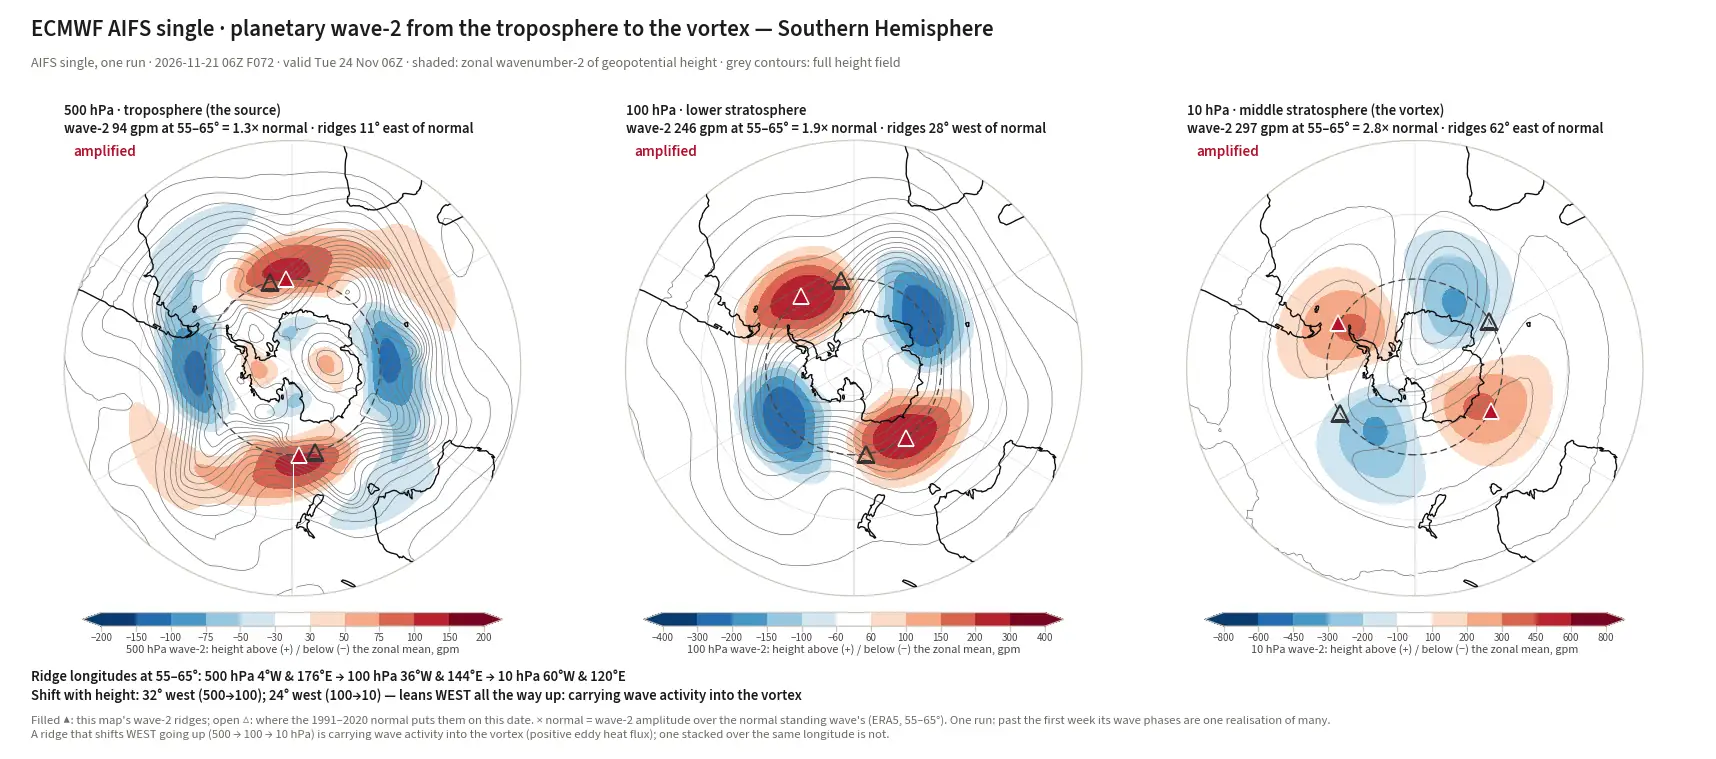 ECMWF AIFS single · planetary wave-2 from the troposphere to the vortex — Southern Hemisphere
AIFS single, one run · 2026-11-21 06Z F072 · valid Tue 24 Nov 06Z · shaded: zonal wavenumber-2 of geopotential height · grey contours: full height field
500 hPa · troposphere (the source)
wave-2 94 gpm at 55–65° = 1.3× normal · ridges 11° east of normal
amplified
100 hPa · lower stratosphere
wave-2 246 gpm at 55–65° = 1.9× normal · ridges 28° west of normal
amplified
10 hPa · middle stratosphere (the vortex)
wave-2 297 gpm at 55–65° = 2.8× normal · ridges 62° east of normal
amplified
−200 −150 −100 −75 −50 −30 30 50 75 100 150 200
500 hPa wave-2: height above (+) / below (−) the zonal mean, gpm
−400 −300 −200 −150 −100 −60 60 100 150 200 300 400
100 hPa wave-2: height above (+) / below (−) the zonal mean, gpm
−800 −600 −450 −300 −200 −100 100 200 300 450 600 800
10 hPa wave-2: height above (+) / below (−) the zonal mean, gpm
Ridge longitudes at 55–65°: 500 hPa 4°W & 176°E → 100 hPa 36°W & 144°E → 10 hPa 60°W & 120°E
Shift with height: 32° west (500→100); 24° west (100→10) — leans WEST all the way up: carrying wave activity into the vortex
Filled ▲: this map's wave-2 ridges; open △: where the 1991–2020 normal puts them on this date. × normal = wave-2 amplitude over the normal standing wave's (ERA5, 55–65°). One run: past the first week its wave phases are one realisation of many.
A ridge that shifts WEST going up (500 → 100 → 10 hPa) is carrying wave activity into the vortex (positive eddy heat flux); one stacked over the same longitude is not.